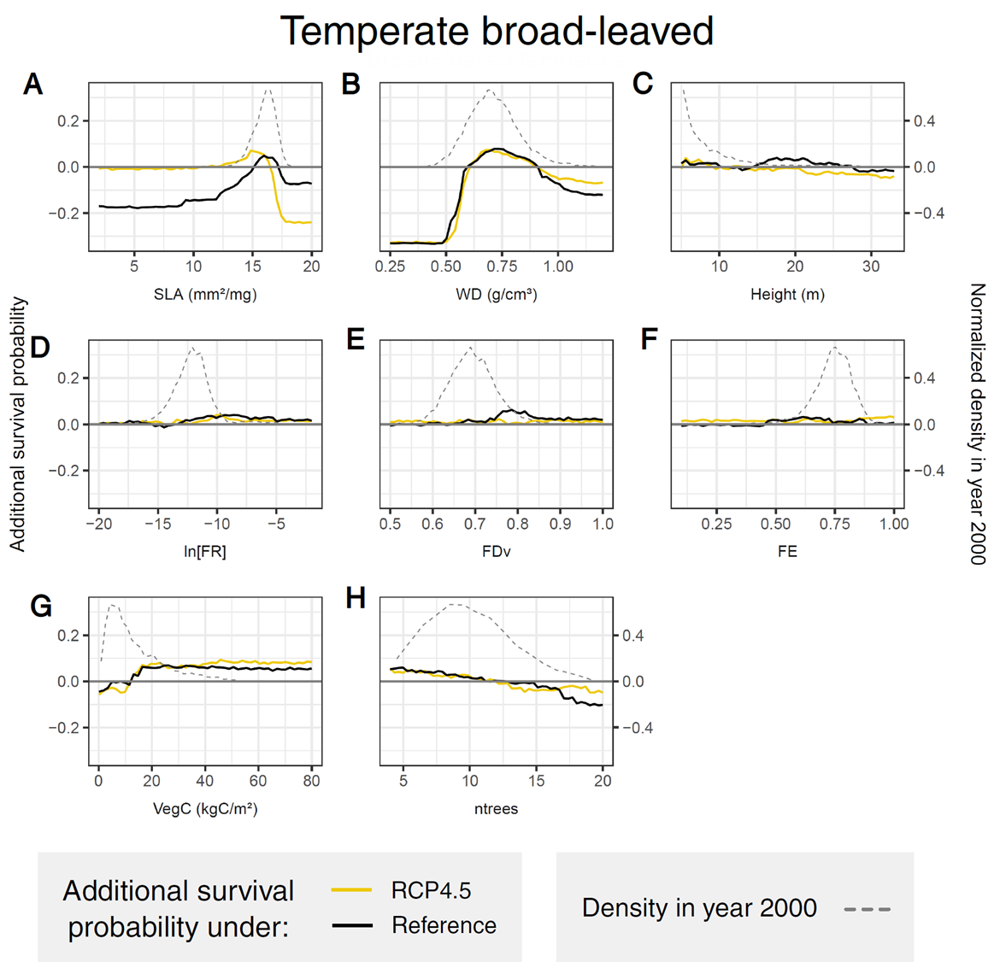 Temperate broad-leaved
A
B
C
0.2
0.0
−0.2
0.4
0.0
−0.4
5
10
15
20
0.25
0.50
0.75
1.00
10
20
30
SLA (mm²/mg)
WD (g/cm³)
Height (m)
Additional survival probability
Normalized density in year 2000
D
E
F
0.2
0.0
−0.2
0.4
0.0
−0.4
−20
−15
−10
−5
0.5
0.6
0.7
0.8
0.9
1.0
0.25
0.50
0.75
1.00
ln[FR]
FDv
FE
G
H
0.2
0.0
−0.2
0.4
0.0
−0.4
0
20
40
60
80
5
10
15
20
VegC (kgC/m²)
ntrees
Additional survival
probability under:
RCP4.5
Reference
Density in year 2000